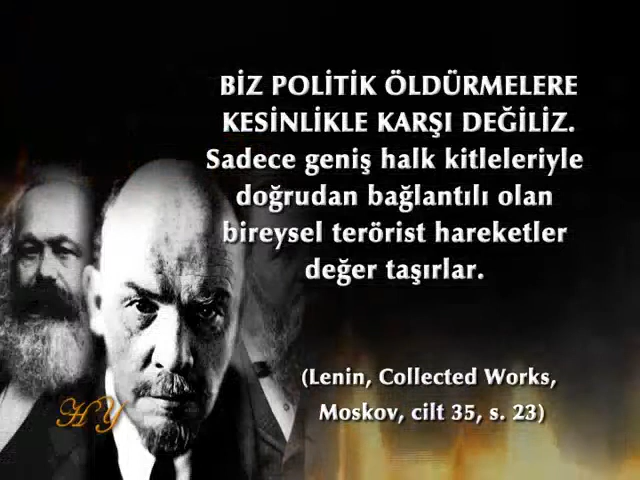 BİZ POLİTİK ÖLDÜRMELERE
KESİNLİKLE KARŞI DEĞİLİZ.
Sadece geniş halk kitleleriyle
doğrudan bağlantılı olan
bireysel terörist hareketler
değer taşırlar.
(Lenin, Collected Works,
Moskov, cilt 35, s. 23)
HY